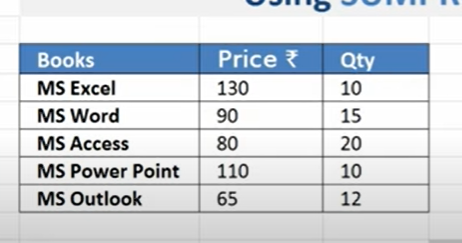 Using
Books Price ₹ Qty
MS Excel 130 10
MS Word 90 15
MS Access 80 20
MS Power Point 110 10
MS Outlook 65 12